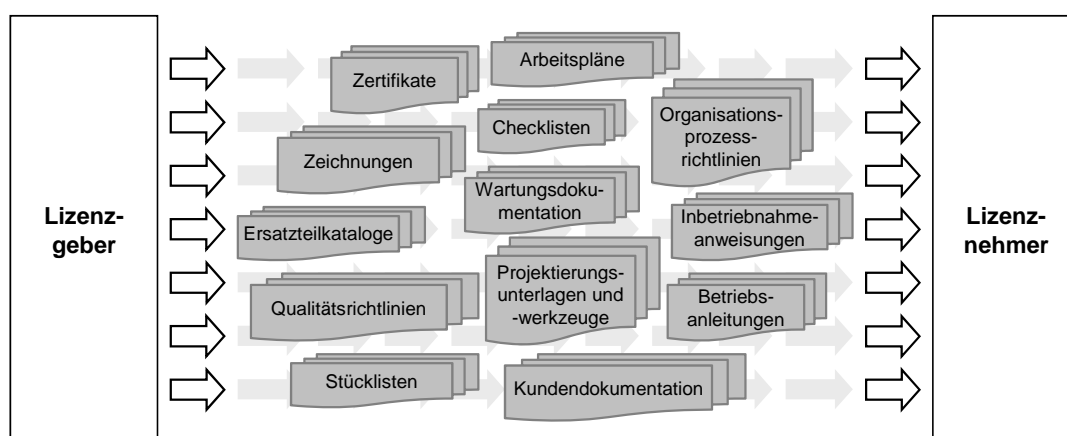 Lizenz-
geber
Zertifikate
Arbeitspläne
Checklisten
Organisations-
prozess-
richtlinien
Zeichnungen
Wartungsdoku-
mentation
Ersatzteilkataloge
Inbetriebnahme-
anweisungen
Projektierungs-
unterlagen und
-werkzeuge
Qualitätsrichtlinien
Betriebs-
anleitungen
Stücklisten
Kundendokumentation
Lizenz-
nehmer